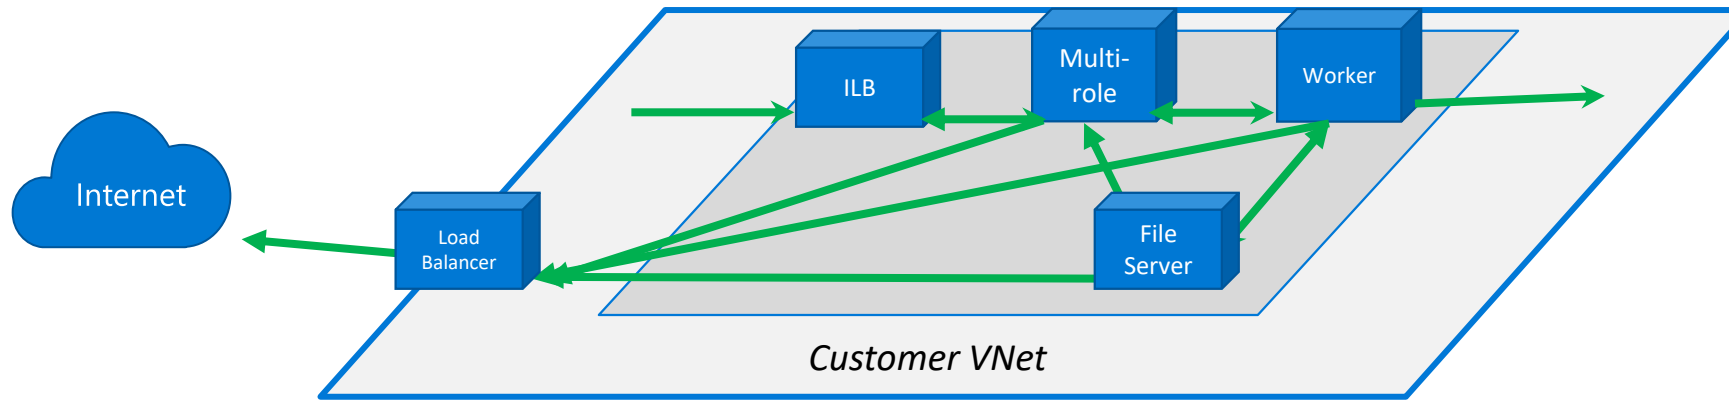 ILB
Multi-
role
Worker
Internet
Load
Balancer
File
Server
Customer VNet